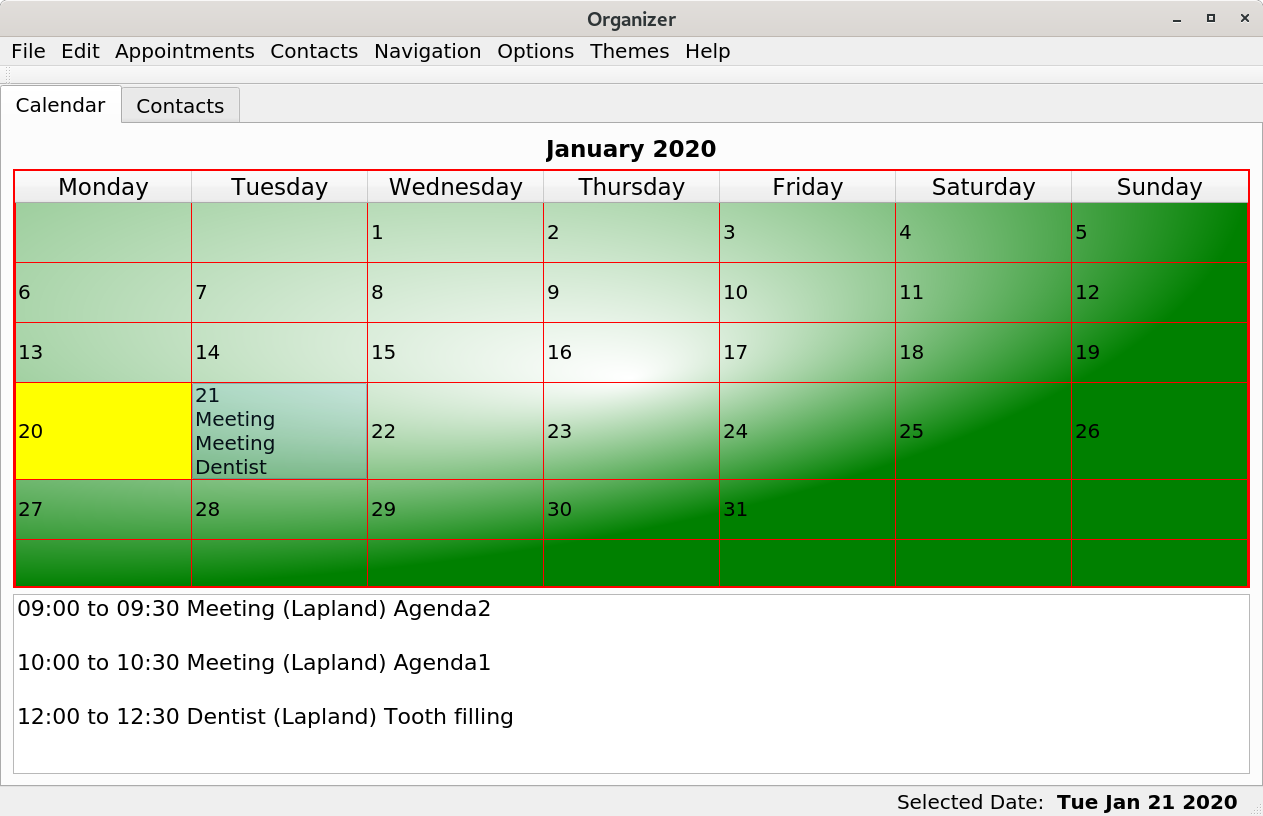 Organizer
File Edit Appointments Contacts Navigation Options Themes Help
Calendar Contacts
January 2020
Monday Tuesday Wednesday Thursday Friday Saturday Sunday
1 2 3 4 5
6 7 8 9 10 11 12
13 14 15 16 17 18 19
20 21 22 23 24 25 26
Meeting
Meeting
Dentist
27 28 29 30 31
09:00 to 09:30 Meeting (Lapland) Agenda2
10:00 to 10:30 Meeting (Lapland) Agenda1
12:00 to 12:30 Dentist (Lapland) Tooth filling
Selected Date: Tue Jan 21 2020